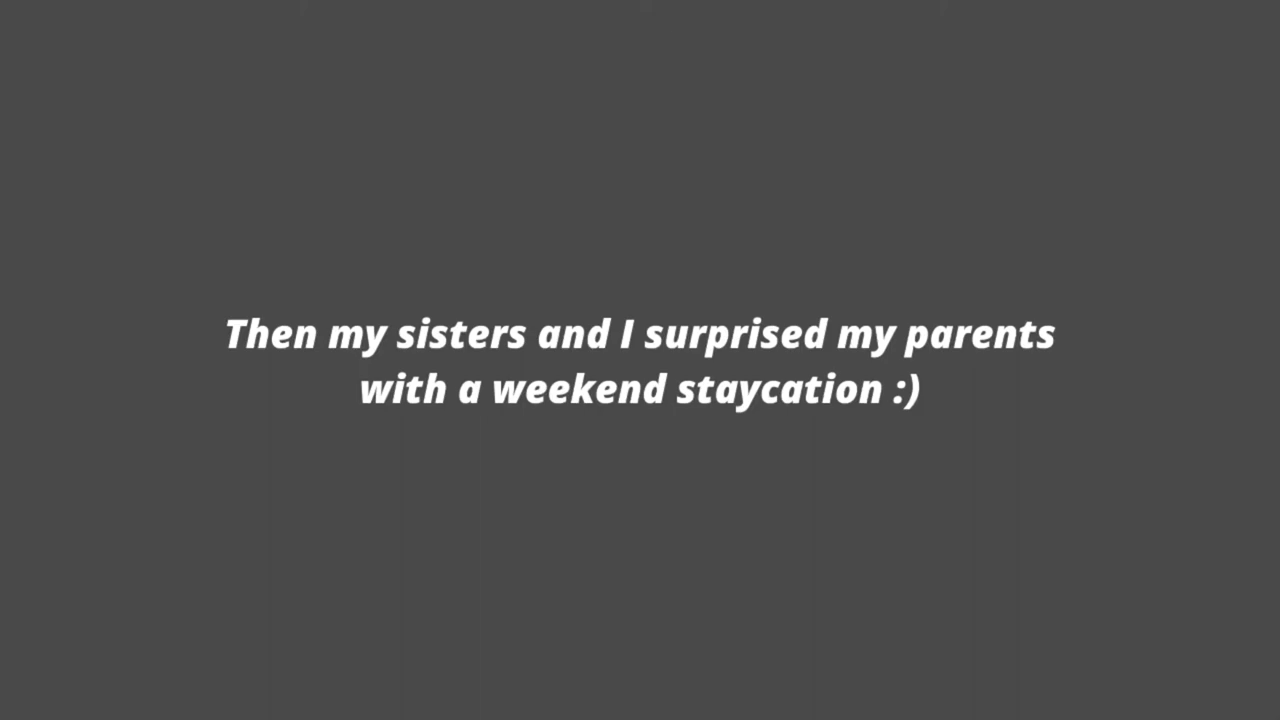 Then my sisters and I surprised my parents
with a weekend staycation :)